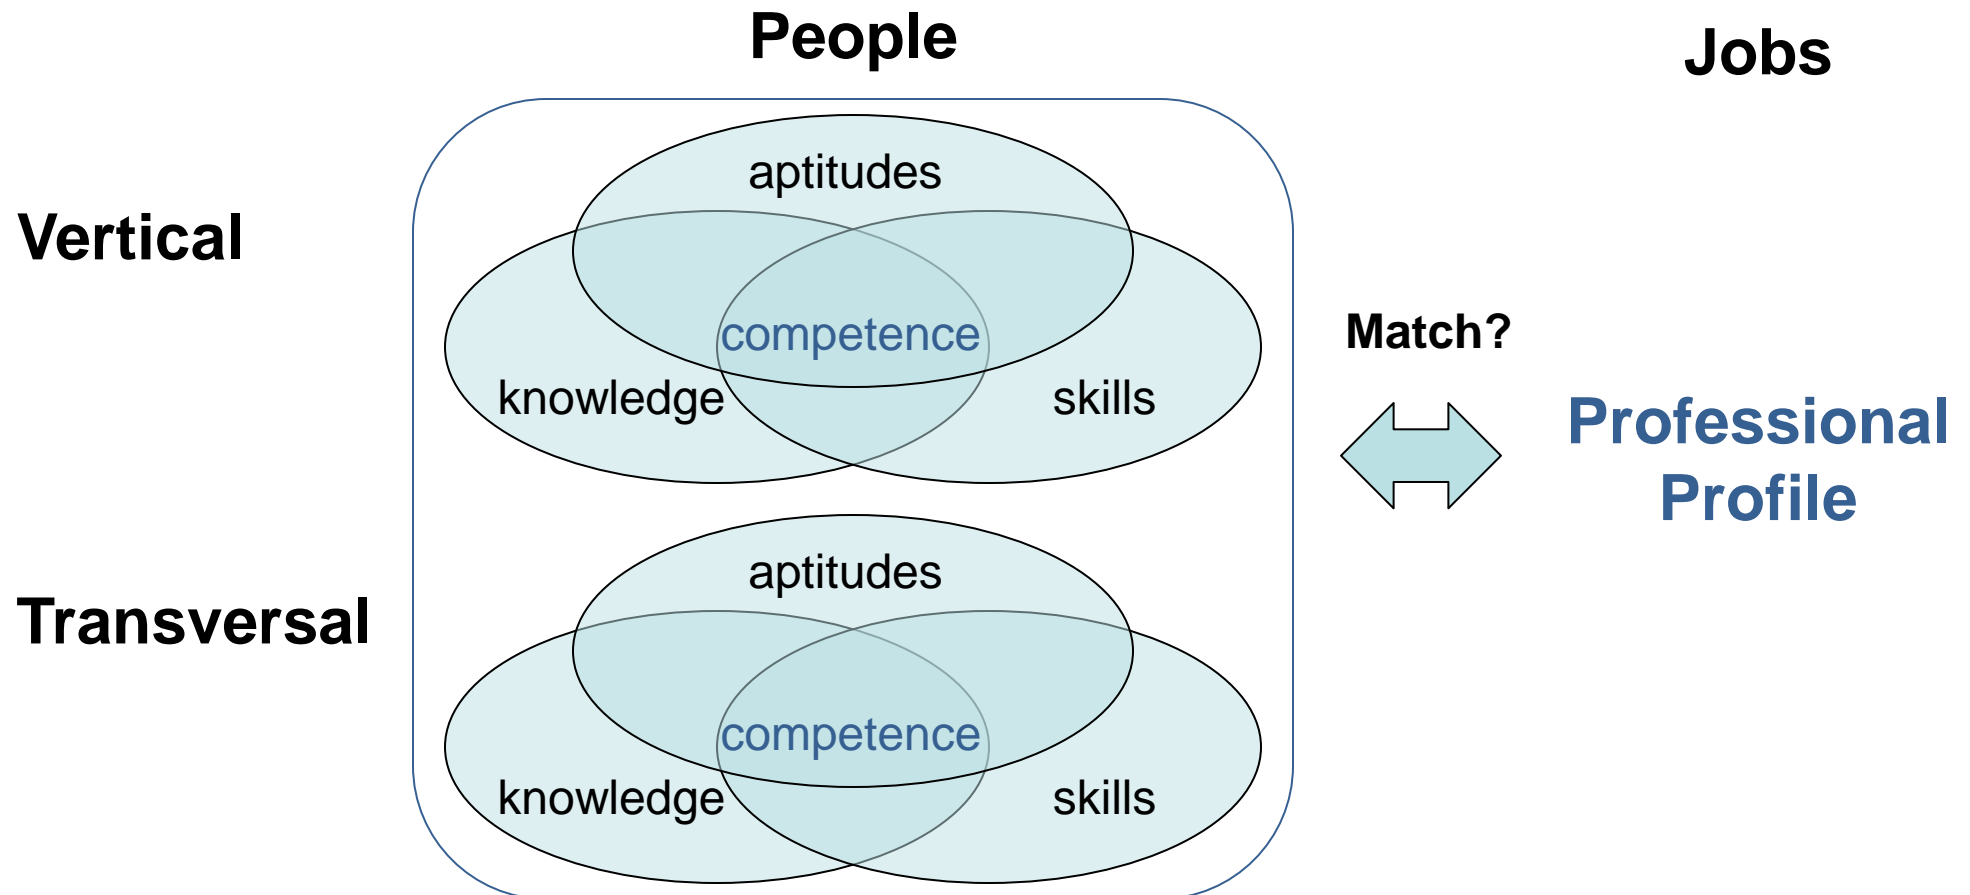 People
Jobs
Vertical
aptitudes
competence
knowledge
skills
Match?
Professional
Profile
Transversal
aptitudes
competence
knowledge
skills